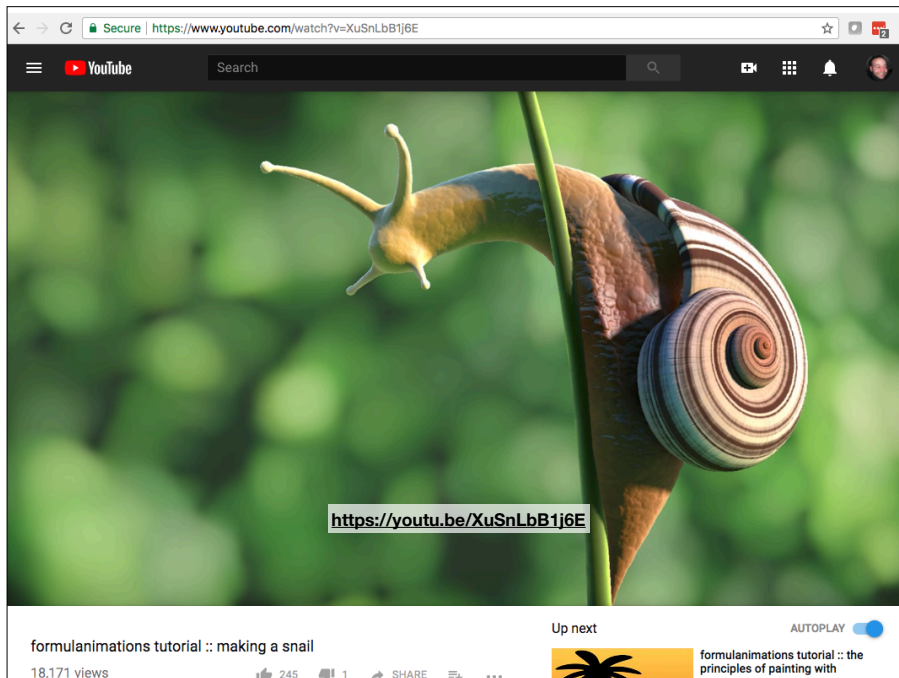 Secure https://www.youtube.com/watch?v=XuSnLbB1j6E
2
YouTube
Search
https://youtu.be/XuSnLbB1j6E
formulanimations tutorial :: making a snail
18,171 views
245
1
SHARE
Up next
AUTOPLAY
formulanimations tutorial :: the
principles of painting with